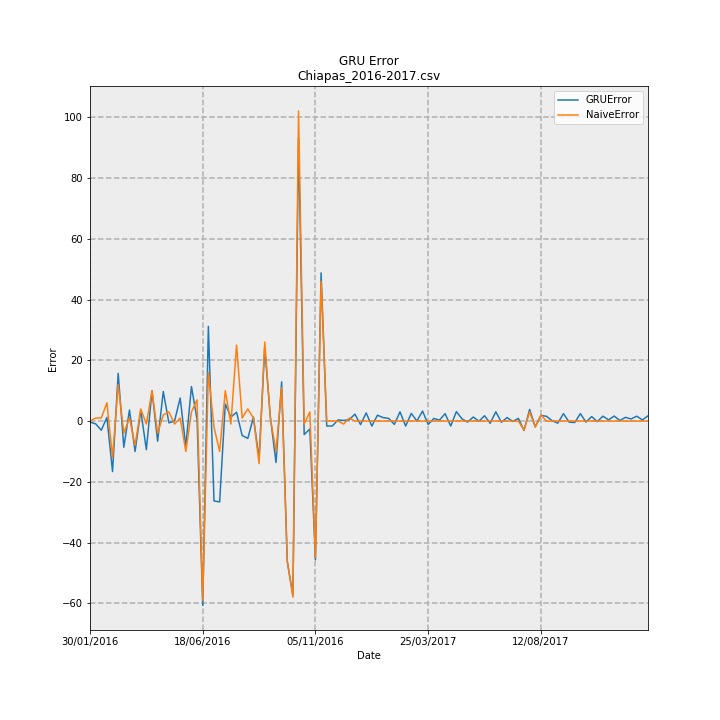 GRU Error
Chiapas_2016-2017.csv
GRUError
NaiveError
100
80
60
40
20
0
−20
−40
−60
Error
30/01/2016
18/06/2016
05/11/2016
25/03/2017
12/08/2017
Date